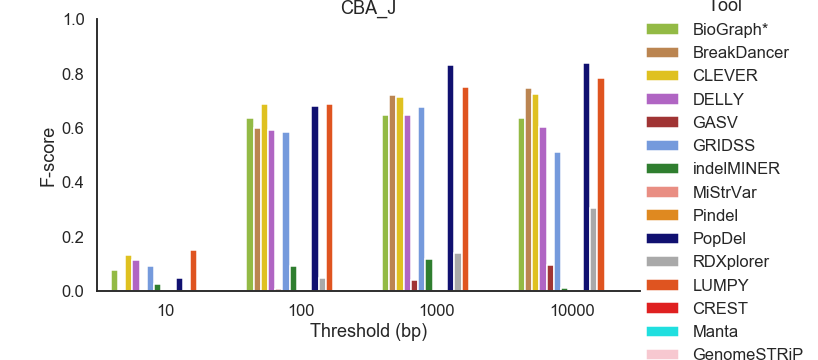 CBA_J
Tool
1.0
0.8
0.6
0.4
0.2
0.0
F-score
10
100
1000
10000
Threshold (bp)
BioGraph*
BreakDancer
CLEVER
DELLY
GASV
GRIDSS
indelMINER
MiStrVar
Pindel
PopDel
RDXplorer
LUMPY
CREST
Manta
GenomeSTRiP